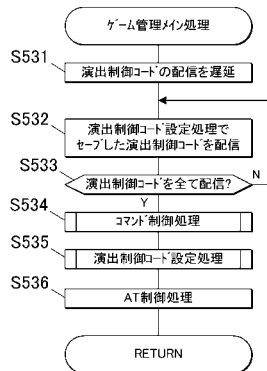 ゲーム管理メイン処理
S531
演出制御コードの配信を遅延
S532
演出制御コード設定処理で
セーブした演出制御コードを配信
S533
演出制御コードを全て配信?
N
Y
S534
コマンド制御処理
S535
演出制御コード設定処理
S536
AT制御処理
RETURN